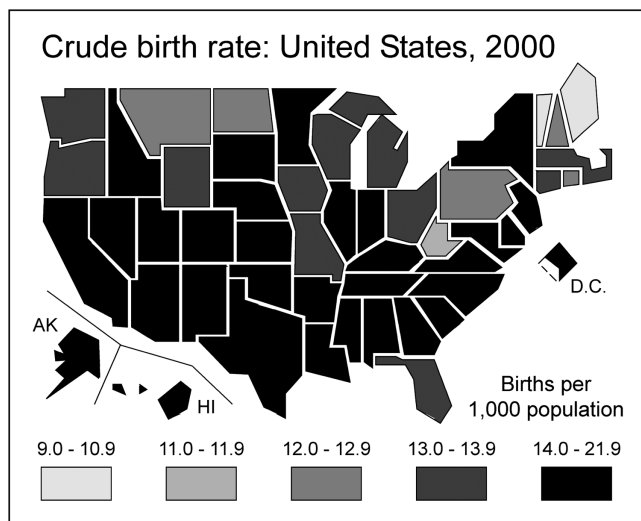 Crude birth rate: United States, 2000
D.C.
AK
HI
Births per
1,000 population
9.0 - 10.9
11.0 - 11.9
12.0 - 12.9
13.0 - 13.9
14.0 - 21.9